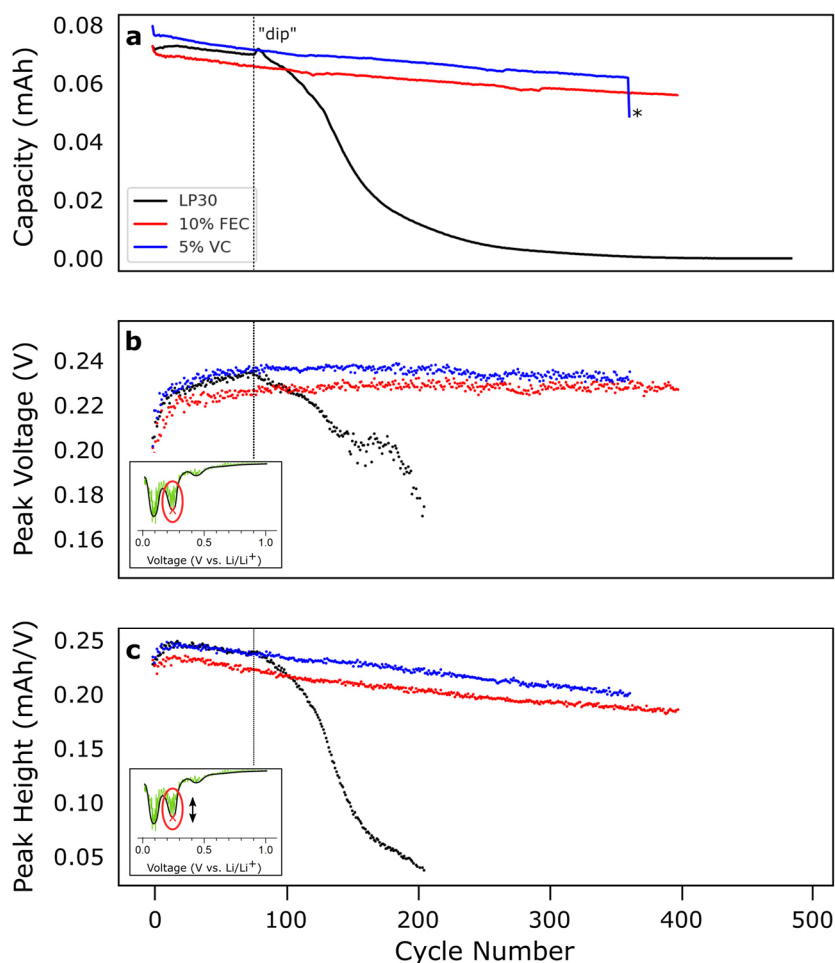 a
"dip"
0.08
0.06
0.04
0.02
0.00
Capacity (mAh)
*
LP30
10% FEC
5% VC
b
0.24
0.22
0.20
0.18
0.16
Peak Voltage (V)
0.0 0.5 1.0
Voltage (V vs. Li/Li⁺)
c
0.25
0.20
0.15
0.10
0.05
Peak Height (mAh/V)
0.0 0.5 1.0
Voltage (V vs. Li/Li⁺)
0 100 200 300 400 500
Cycle Number